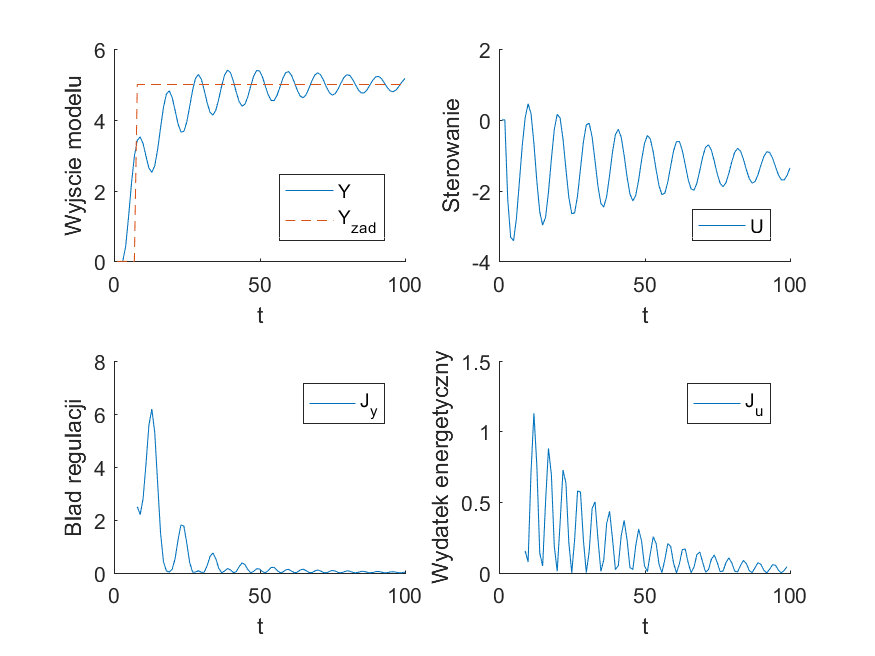 Wyjscie modelu
6
4
2
0
0
50
100
t
Y
Y_zad
Sterowanie
2
0
-2
-4
0
50
100
t
U
Blad regulacji
8
6
4
2
0
0
50
100
t
J_y
Wydatek energetyczny
1.5
1
0.5
0
0
50
100
t
J_u